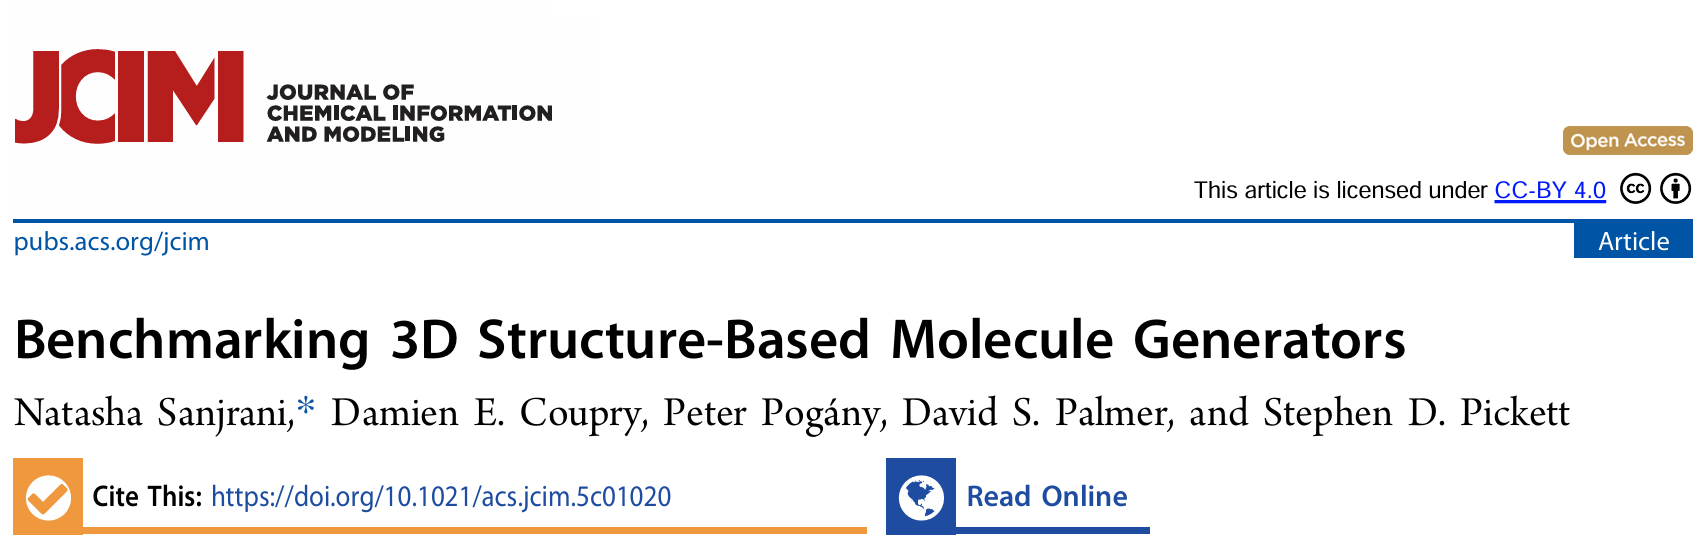 JCIM
JOURNAL OF
CHEMICAL INFORMATION
AND MODELING
Open Access
This article is licensed under CC-BY 4.0
cc
pubs.acs.org/jcim
Article
Benchmarking 3D Structure-Based Molecule Generators
Natasha Sanjrani,* Damien E. Coupry, Peter Pogány, David S. Palmer, and Stephen D. Pickett
Cite This: https://doi.org/10.1021/acs.jcim.5c01020
Read Online